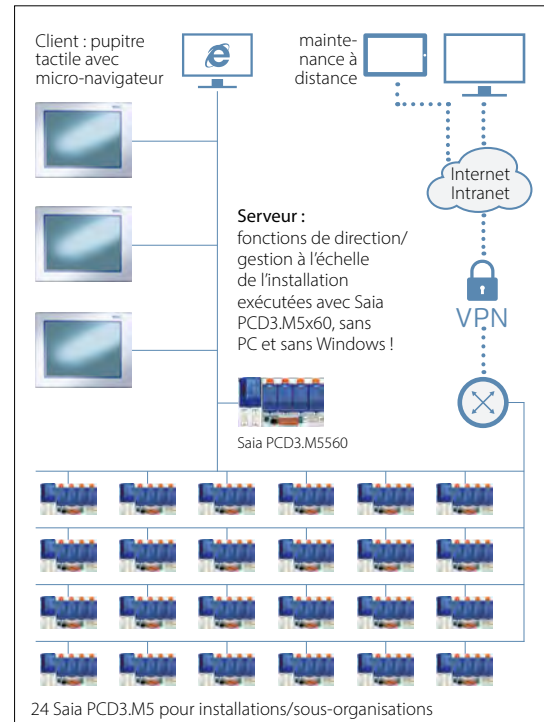 Client : pupitre
tactile avec
micro-navigateur
mainte-
nance à
distance
Internet
Intranet
Serveur :
fonctions de direction/
gestion à l'échelle
de l'installation
exécutées avec Saia
PCD3.M5x60, sans
PC et sans Windows !
VPN
Saia PCD3.M5560
24 Saia PCD3.M5 pour installations/sous-organisations